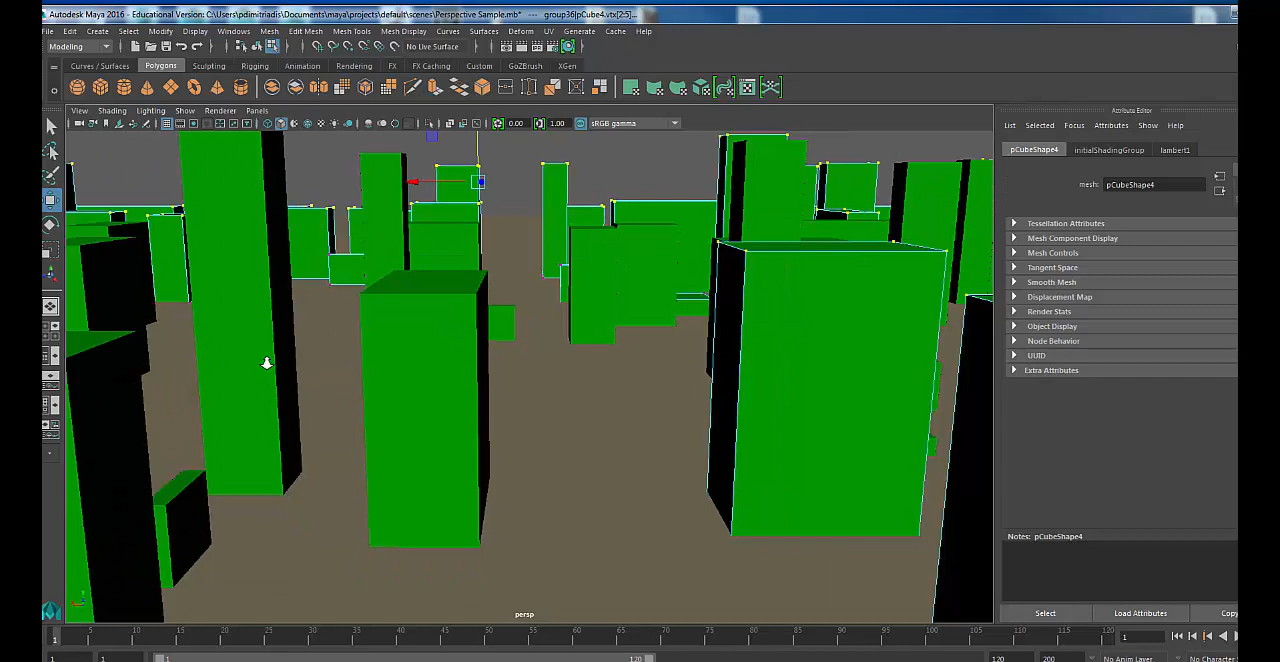 Autodesk Maya 2016 - Educational Version: C:\Users\pdimitriadis\Documents\maya\projects\default\scenes\Perspective Sample.mb* --- group36|pCube4.vtx[2:5]...
File Edit Create Select Modify Display Windows Mesh Edit Mesh Mesh Tools Mesh Display Curves Surfaces Deform UV Generate Cache Help
Modeling No Live Surface
Curves / Surfaces Polygons Sculpting Rigging Animation Rendering FX FX Caching Custom GoZBrush XGen
View Shading Lighting Show Renderer Panels
0.00 1.00 sRGB gamma
Attribute Editor
List Selected Focus Attributes Show Help
pCubeShape4 initialShadingGroup lambert1
mesh: pCubeShape4
Tessellation Attributes
Mesh Component Display
Mesh Controls
Tangent Space
Smooth Mesh
Displacement Map
Render Stats
Object Display
Node Behavior
UUID
Extra Attributes
Notes: pCubeShape4
persp
Select Load Attributes Copy
5 10 15 20 25 30 35 40 45 50 55 60 65 70 75 80 85 90 95 100 105 110 115 120
1 1
1 1 1 120 120 200 No Anim Layer No Character